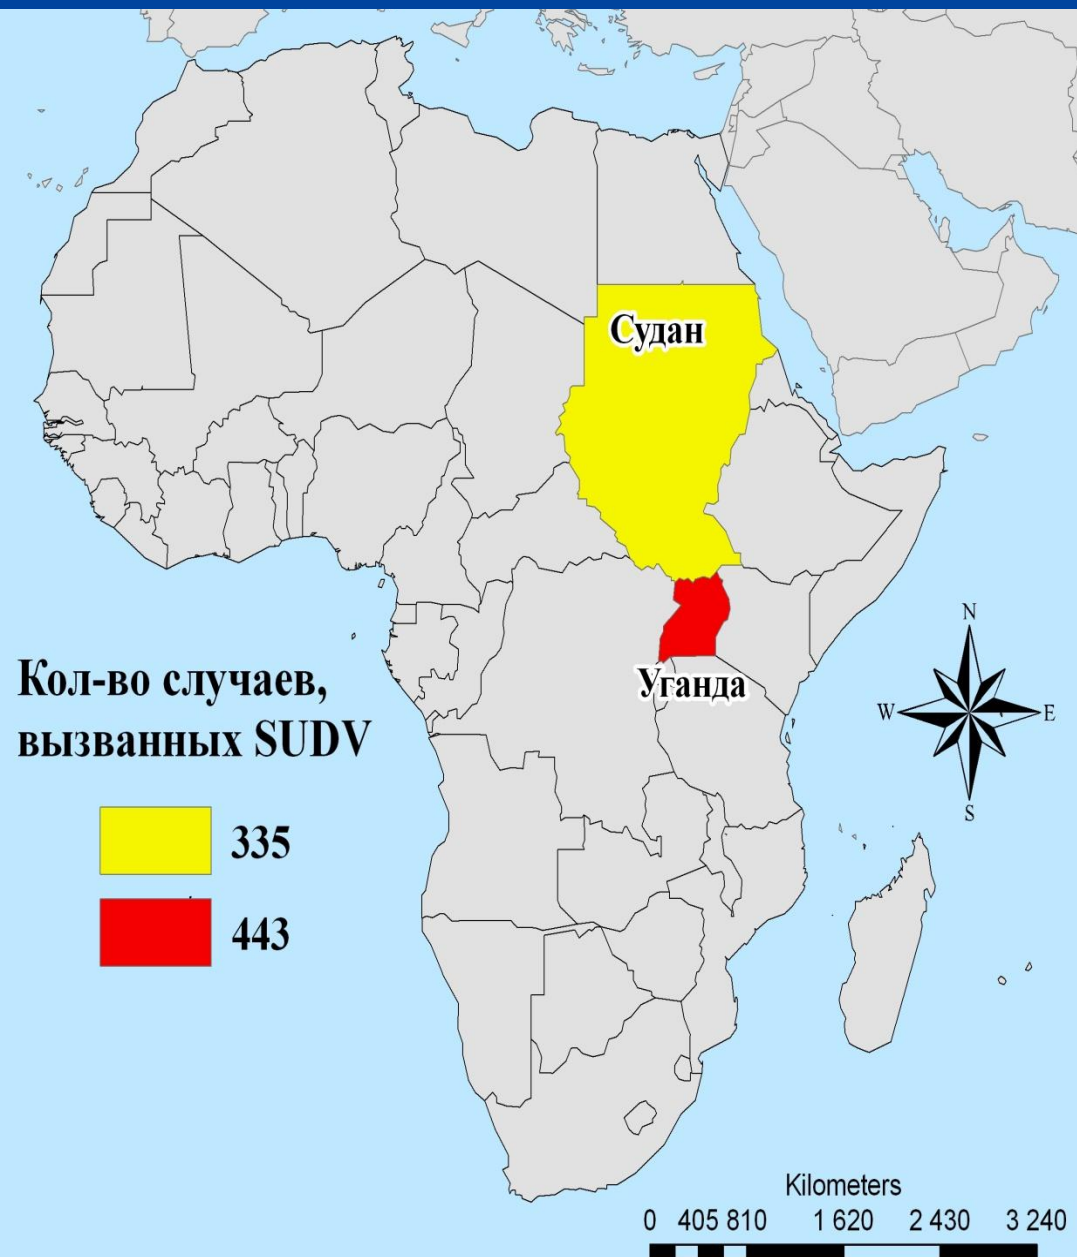 Судан
Уганда
Кол-во случаев,
вызванных SUDV
335
443
N
W
E
S
Kilometers
0 405 810 1 620 2 430 3 240